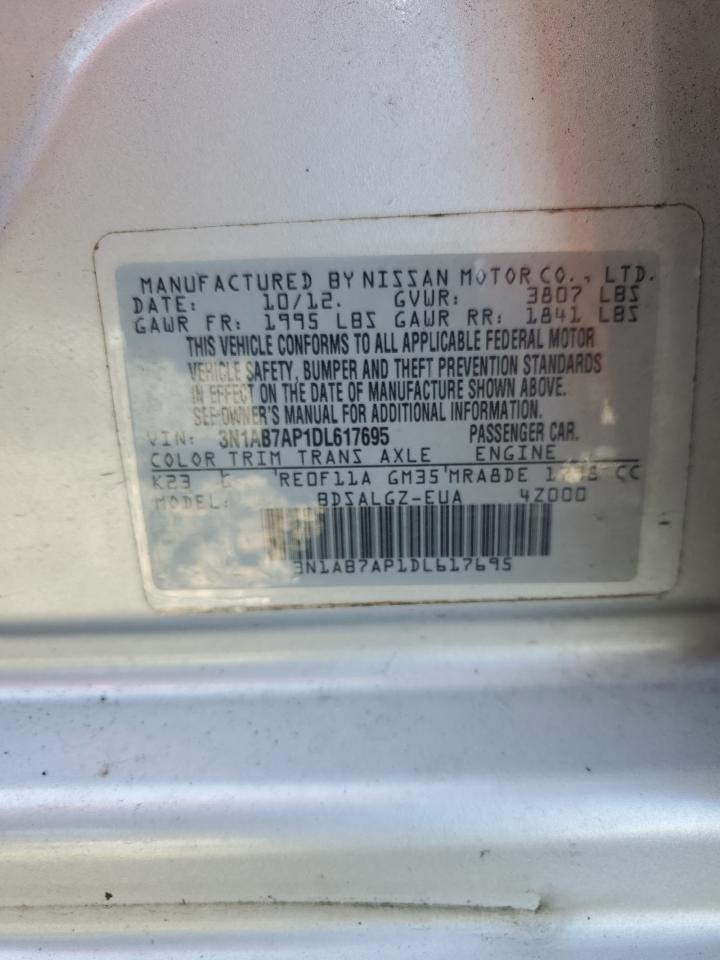 MANUFACTURED BY NISSAN MOTOR CO., LTD.
DATE: 10/12. GVWR: 3807 LBS
GAWR FR: 1995 LBS GAWR RR: 1841 LBS
THIS VEHICLE CONFORMS TO ALL APPLICABLE FEDERAL MOTOR
VEHICLE SAFETY, BUMPER AND THEFT PREVENTION STANDARDS
IN EFFECT ON THE DATE OF MANUFACTURE SHOWN ABOVE.
SEE OWNER'S MANUAL FOR ADDITIONAL INFORMATION.
VIN: 3N1AB7AP1DL617695 PASSENGER CAR.
COLOR TRIM TRANS AXLE ENGINE
K23 RE0F11A GM35 MRA8DE CC
MODEL: BDSALGZ-EUA 4Z000
3N1AB7AP1DL617695